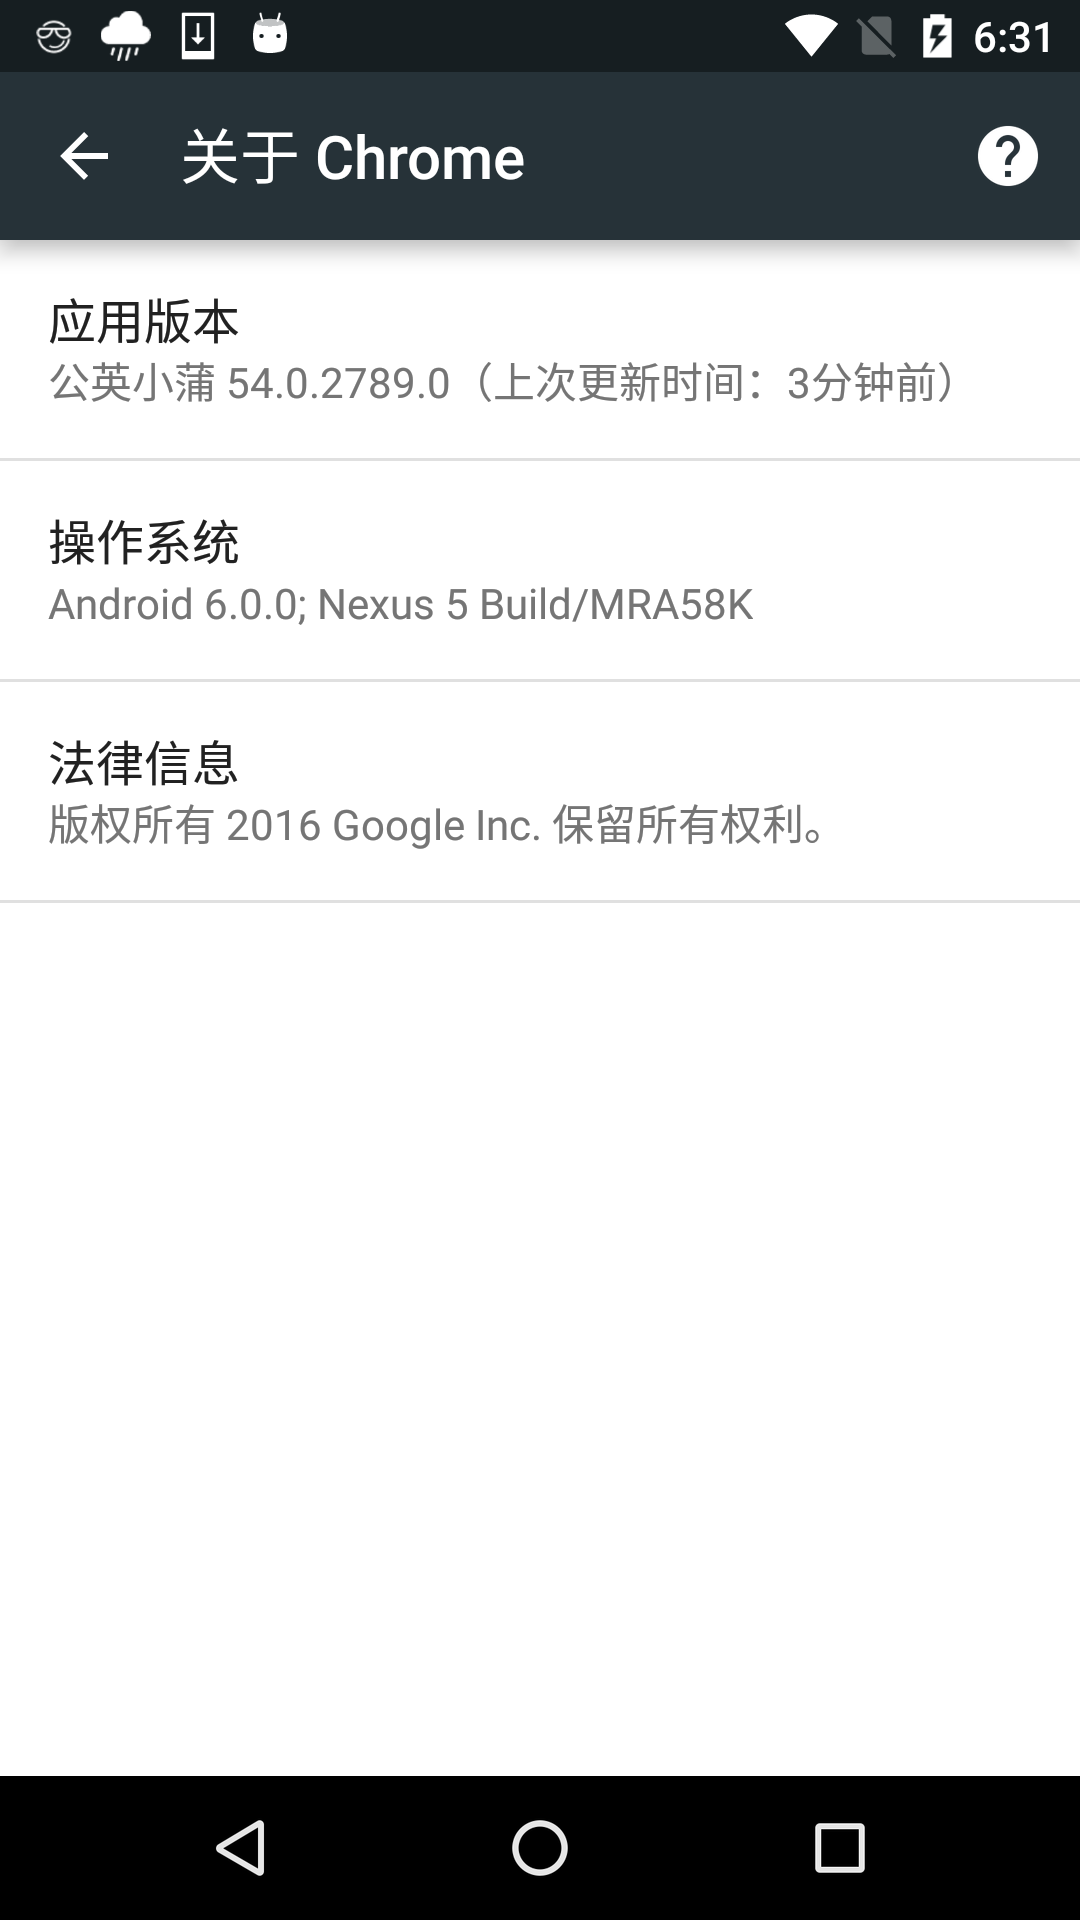 6:31
关于 Chrome
应用版本
公英小蒲 54.0.2789.0（上次更新时间：3分钟前）
操作系统
Android 6.0.0; Nexus 5 Build/MRA58K
法律信息
版权所有 2016 Google Inc. 保留所有权利。